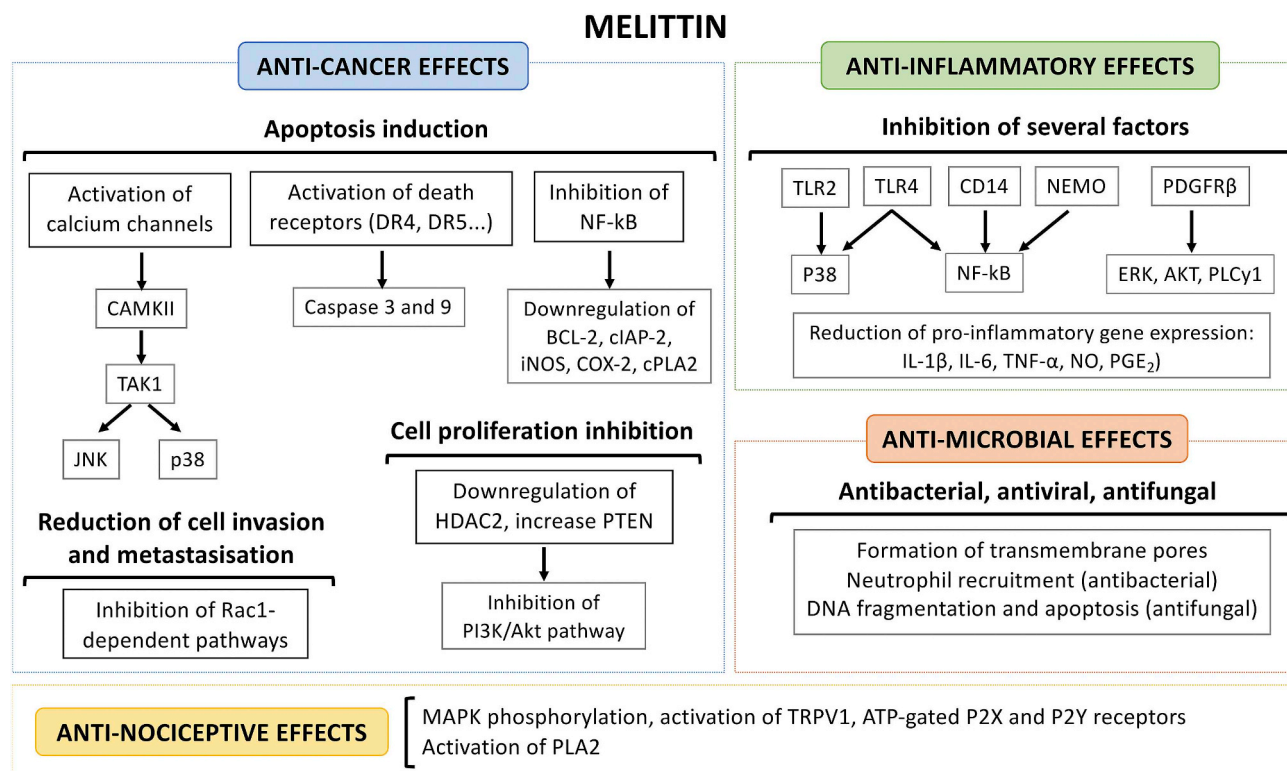 MELITTIN
ANTI-CANCER EFFECTS
Apoptosis induction
Activation of
calcium channels
CAMKII
TAK1
JNK
p38
Activation of death
receptors (DR4, DR5...)
Caspase 3 and 9
Inhibition of
NF-kB
Downregulation of
BCL-2, cIAP-2,
iNOS, COX-2, cPLA2
Reduction of cell invasion
and metastasisation
Inhibition of Rac1-
dependent pathways
Cell proliferation inhibition
Downregulation of
HDAC2, increase PTEN
Inhibition of
PI3K/Akt pathway
ANTI-INFLAMMATORY EFFECTS
Inhibition of several factors
TLR2
TLR4
CD14
NEMO
PDGFRβ
P38
NF-kB
ERK, AKT, PLCy1
Reduction of pro-inflammatory gene expression:
IL-1β, IL-6, TNF-α, NO, PGE₂)
ANTI-MICROBIAL EFFECTS
Antibacterial, antiviral, antifungal
Formation of transmembrane pores
Neutrophil recruitment (antibacterial)
DNA fragmentation and apoptosis (antifungal)
ANTI-NOCICEPTIVE EFFECTS
MAPK phosphorylation, activation of TRPV1, ATP-gated P2X and P2Y receptors
Activation of PLA2